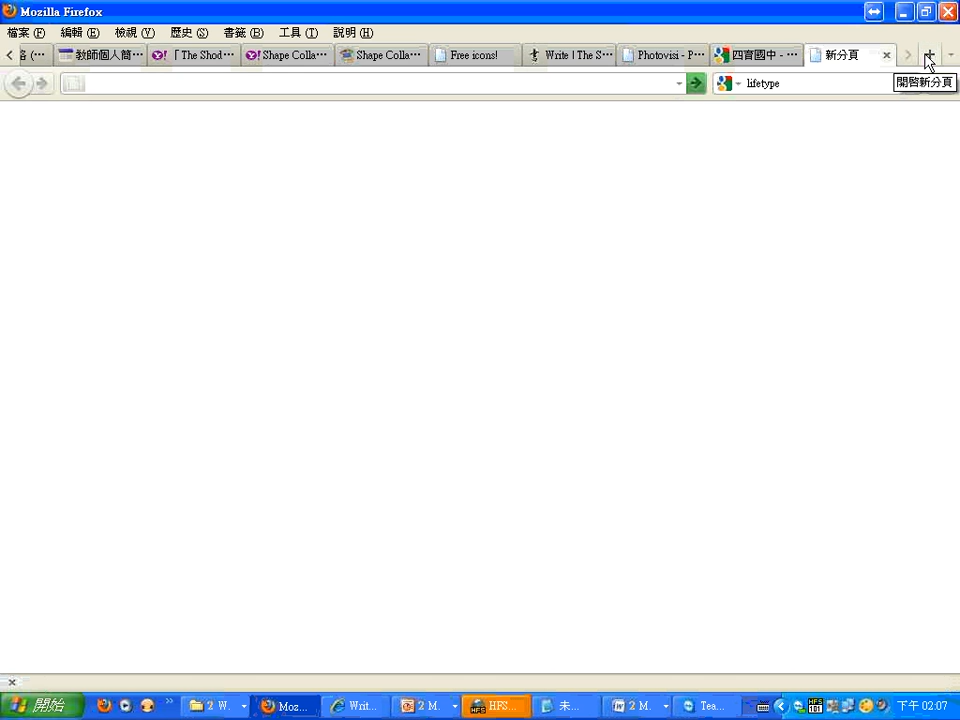 Mozilla Firefox
檔案(F) 編輯(E) 檢視(V) 歷史(S) 書籤(B) 工具(T) 說明(H)
(··· 教師個人簡··· 「The Shod··· Shape Colla··· Shape Colla··· Free icons! Write | The S··· Photovisi - P··· 四育國中 - ··· 新分頁
lifetype
開啓新分頁
開始 2 W. Moz... Writ... 2 M. HFS... 未... 2 M. Tea... 下午 02:07